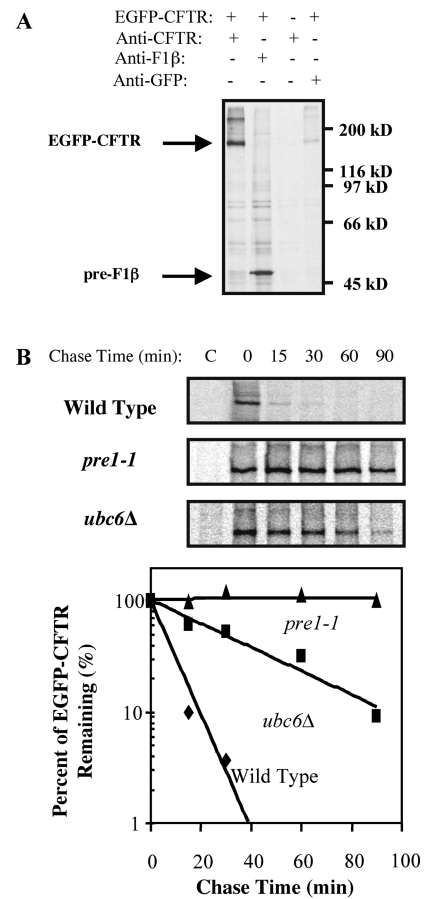 A
EGFP-CFTR: + + - +
Anti-CFTR: + - + -
Anti-F1β: - + - -
Anti-GFP: - - - +
EGFP-CFTR
200 kD
116 kD
97 kD
66 kD
pre-F1β
45 kD
B
Chase Time (min): C 0 15 30 60 90
Wild Type
pre1-1
ubc6Δ
Percent of EGFP-CFTR
Remaining (%)
100
10
1
pre1-1
ubc6Δ
Wild Type
0 20 40 60 80 100
Chase Time (min)